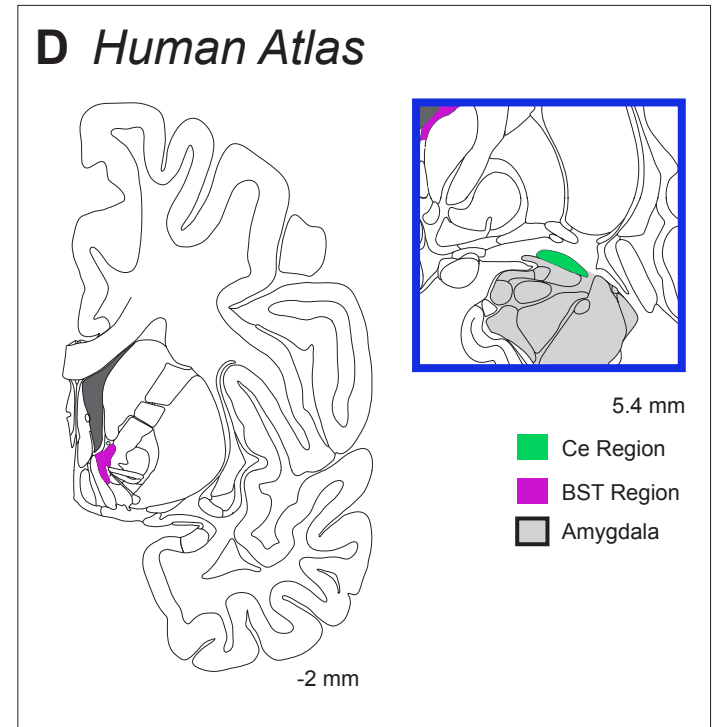 D Human Atlas
5.4 mm
Ce Region
BST Region
Amygdala
-2 mm